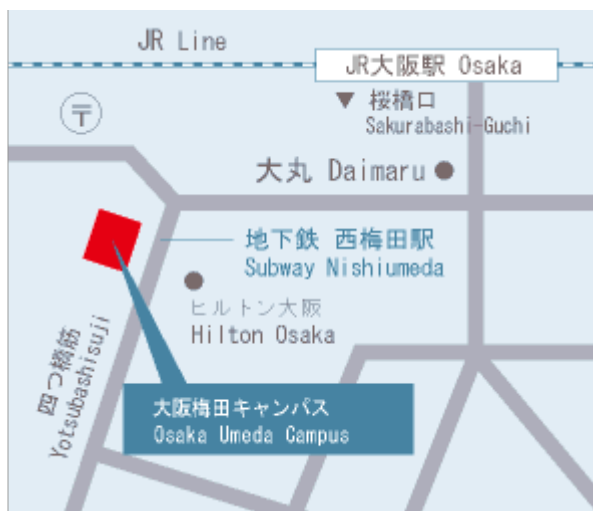 JR Line
JR大阪駅 Osaka
〒
▼ 桜橋口
Sakurabashi-Guchi
大丸 Daimaru
地下鉄 西梅田駅
Subway Nishiumeda
ヒルトン大阪
Hilton Osaka
四つ橋筋
Yotsubashisuji
大阪梅田キャンパス
Osaka Umeda Campus